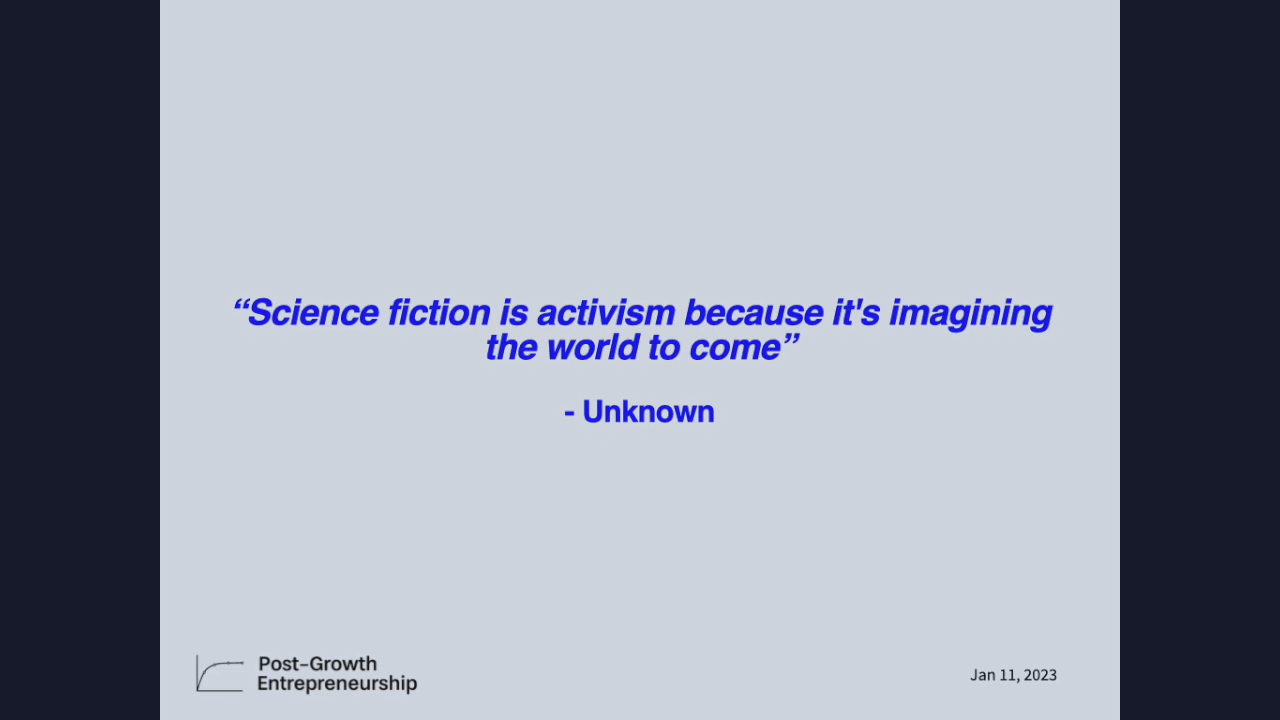 “Science fiction is activism because it's imagining
the world to come”
- Unknown
Post-Growth
Entrepreneurship
Jan 11, 2023